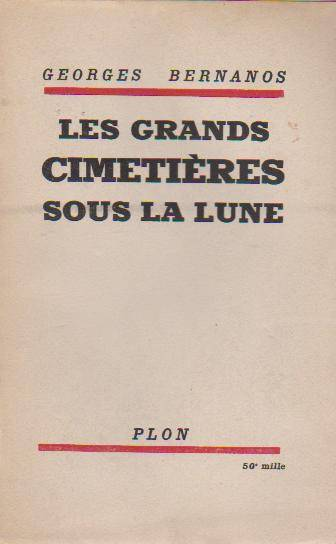 GEORGES BERNANOS
LES GRANDS
CIMETIÈRES
SOUS LA LUNE
PLON
50e mille